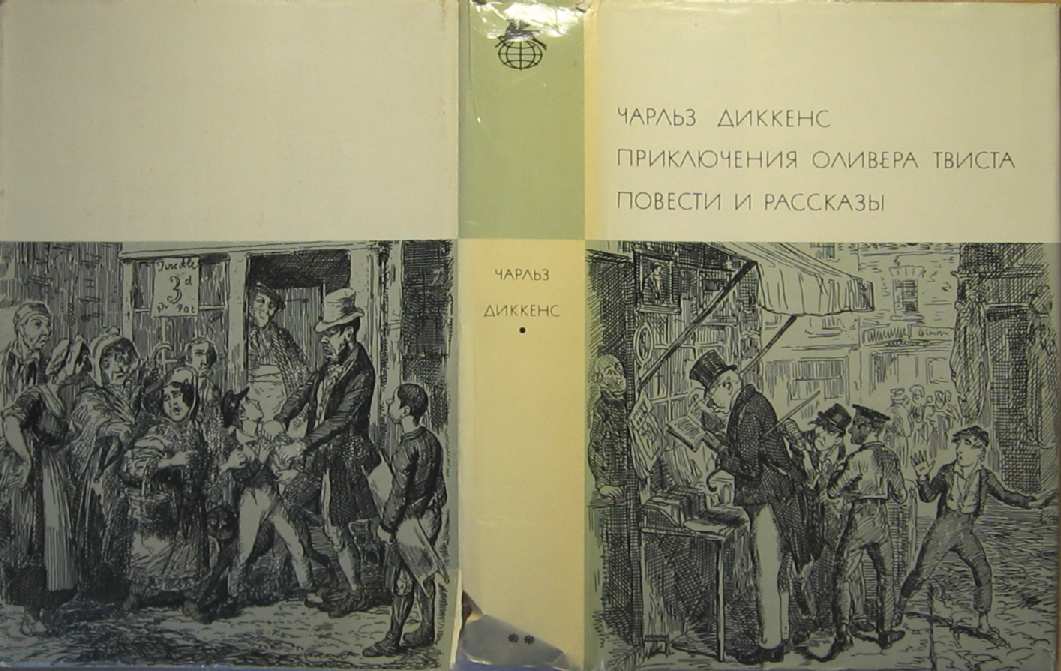 ЧАРЛЬЗ ДИККЕНС
ПРИКЛЮЧЕНИЯ ОЛИВЕРА ТВИСТА
ПОВЕСТИ И РАССКАЗЫ
ЧАРЛЬЗ
ДИККЕНС
3d